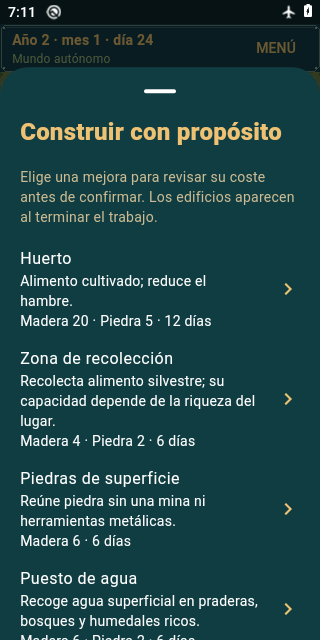 7:11
Año 2 · mes 1 · día 24
Mundo autónomo
MENÚ
Construir con propósito
Elige una mejora para revisar su coste
antes de confirmar. Los edificios aparecen
al terminar el trabajo.
Huerto
Alimento cultivado; reduce el
hambre.
Madera 20 · Piedra 5 · 12 días
Zona de recolección
Recolecta alimento silvestre; su
capacidad depende de la riqueza del
lugar.
Madera 4 · Piedra 2 · 6 días
Piedras de superficie
Reúne piedra sin una mina ni
herramientas metálicas.
Madera 6 · 6 días
Puesto de agua
Recoge agua superficial en praderas,
bosques y humedales ricos.